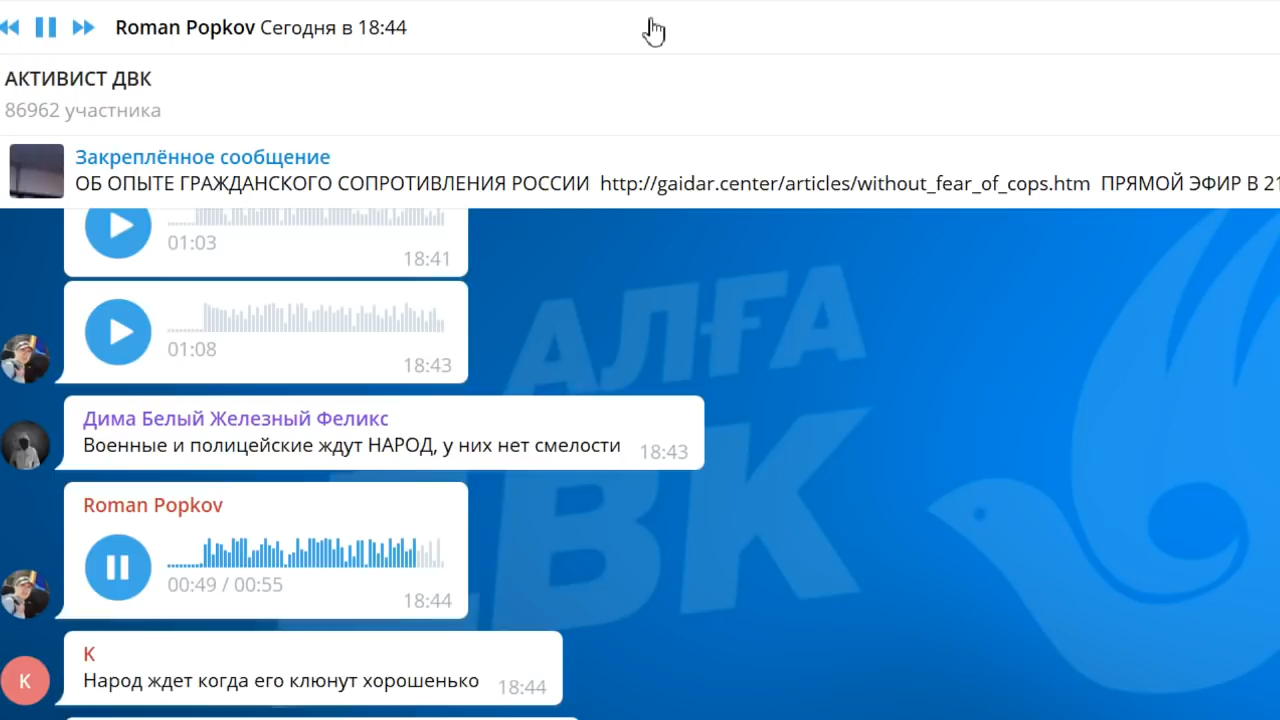 Roman Popkov Сегодня в 18:44
АКТИВИСТ ДВК
86962 участника
Закреплённое сообщение
ОБ ОПЫТЕ ГРАЖДАНСКОГО СОПРОТИВЛЕНИЯ РОССИИ http://gaidar.center/articles/without_fear_of_cops.htm ПРЯМОЙ ЭФИР В 21
01:03
18:41
01:08
18:43
АЛҒА
ДВК
Дима Белый Железный Феликс
Военные и полицейские ждут НАРОД, у них нет смелости 18:43
Roman Popkov
00:49 / 00:55
18:44
K
K
Народ ждет когда его клюнут хорошенько 18:44